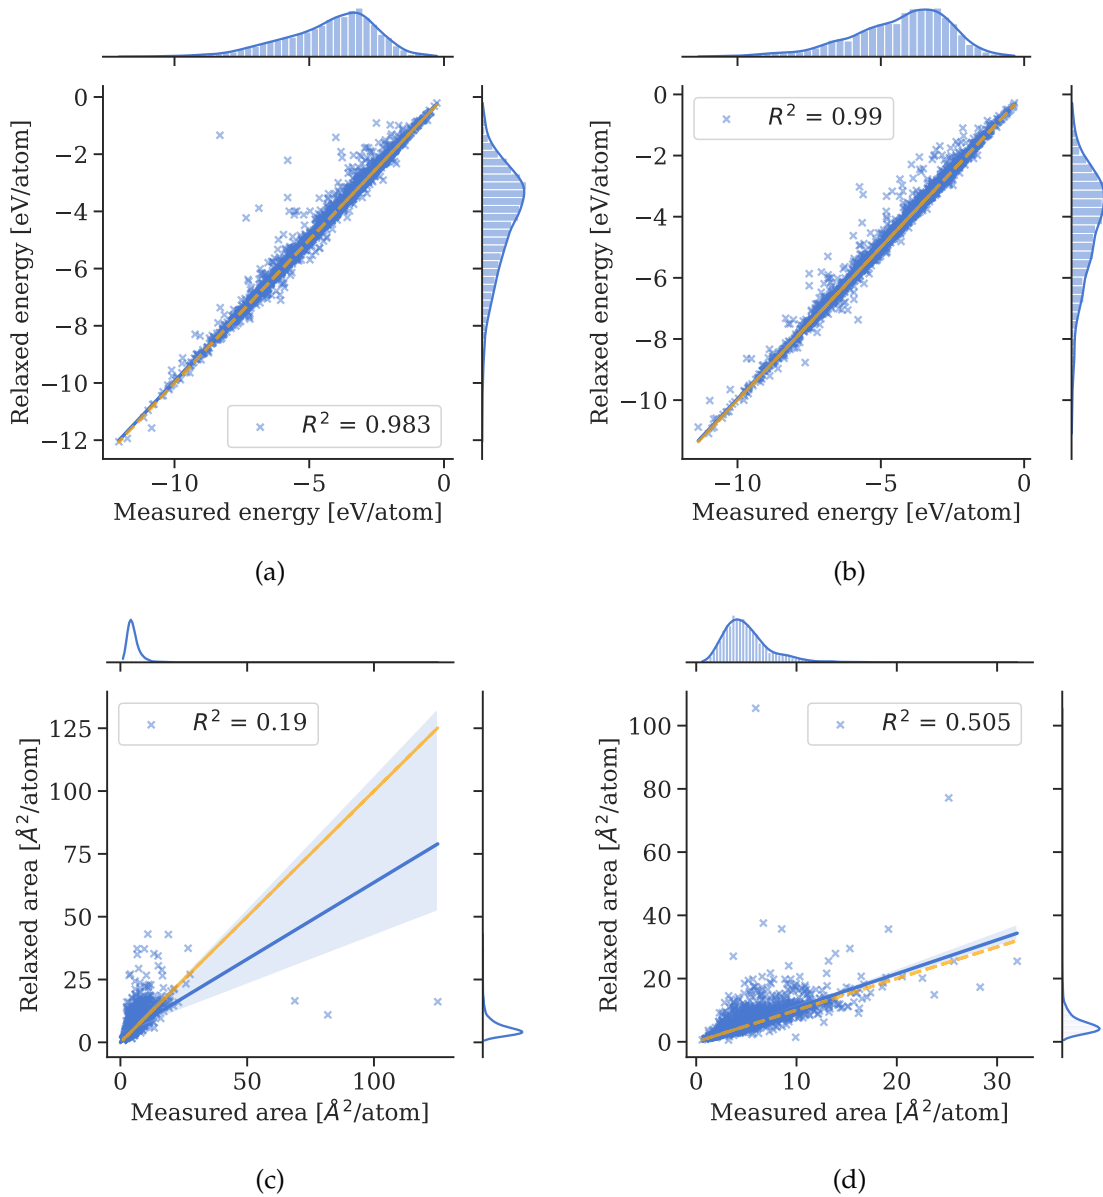 Relaxed energy [eV/atom]
0
−2
−4
−6
−8
−10
−12
R² = 0.983
−10 −5 0
Measured energy [eV/atom]
(a)
Relaxed energy [eV/atom]
0
−2
−4
−6
−8
−10
R² = 0.99
−10 −5 0
Measured energy [eV/atom]
(b)
Relaxed area [Å²/atom]
125
100
75
50
25
0
R² = 0.19
0 50 100
Measured area [Å²/atom]
(c)
Relaxed area [Å²/atom]
100
80
60
40
20
0
R² = 0.505
0 10 20 30
Measured area [Å²/atom]
(d)